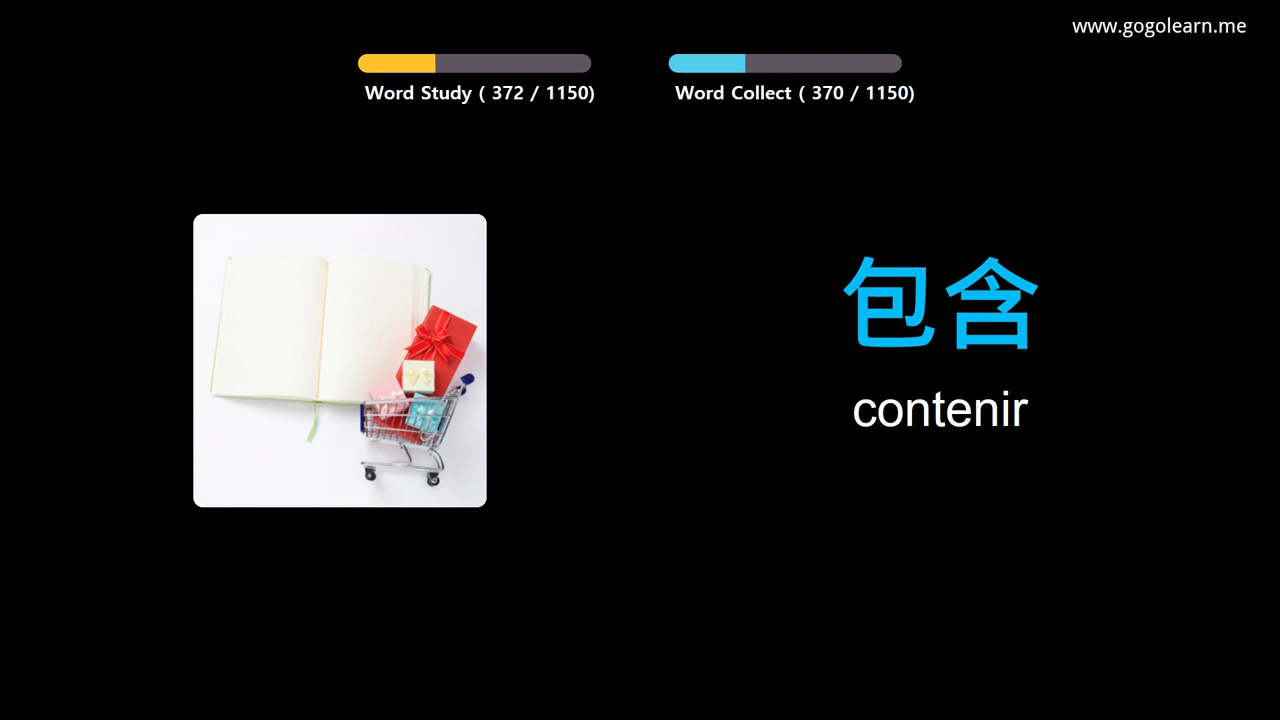 www.gogolearn.me
Word Study ( 372 / 1150)
Word Collect ( 370 / 1150)
包含
contenir